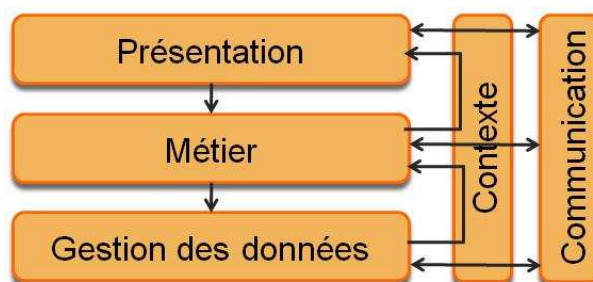 Présentation
Métier
Gestion des données
Contexte
Communication